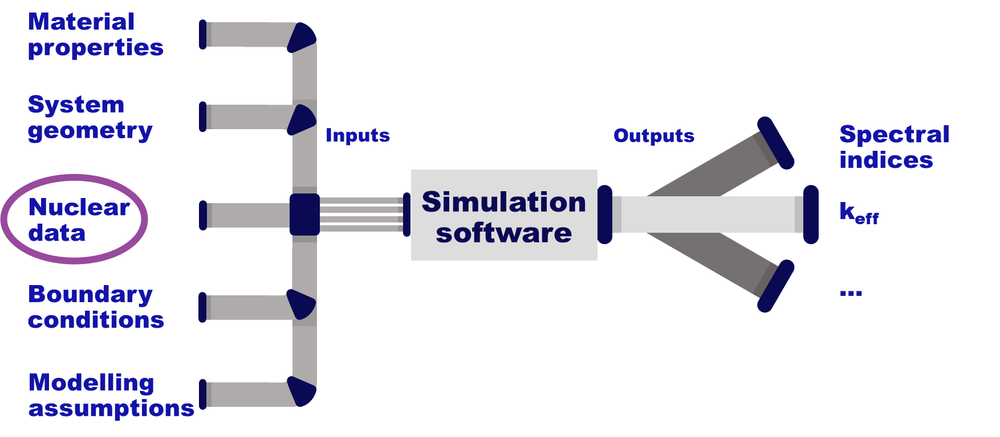 Material
properties
System
geometry
Inputs
Nuclear
data
Boundary
conditions
Modelling
assumptions
Simulation
software
Outputs
Spectral
indices
keff
...